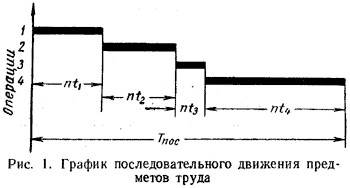 Операции
1
2
3
4
nt₁
nt₂
nt₃
nt₄
Tпос
Рис. 1. График последовательного движения пред-
метов труда